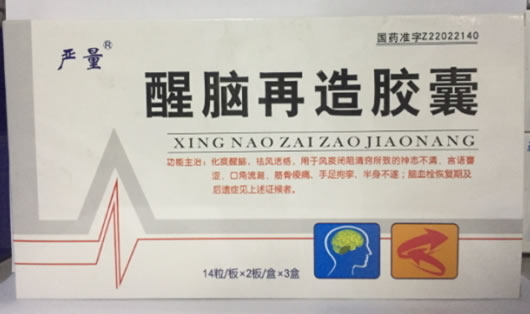 严量®
国药准字Z22022140
醒脑再造胶囊
XING NAO ZAI ZAO JIAONANG
功能主治：化痰醒脑，祛风活络，用于风痰闭阻清窍所致的神志不清，言语謇
涩，口角流涎，筋骨痠痛，手足拘挛，半身不遂；脑血栓恢复期及
后遗症见上述证候者。
14粒/板×2板/盒×3盒